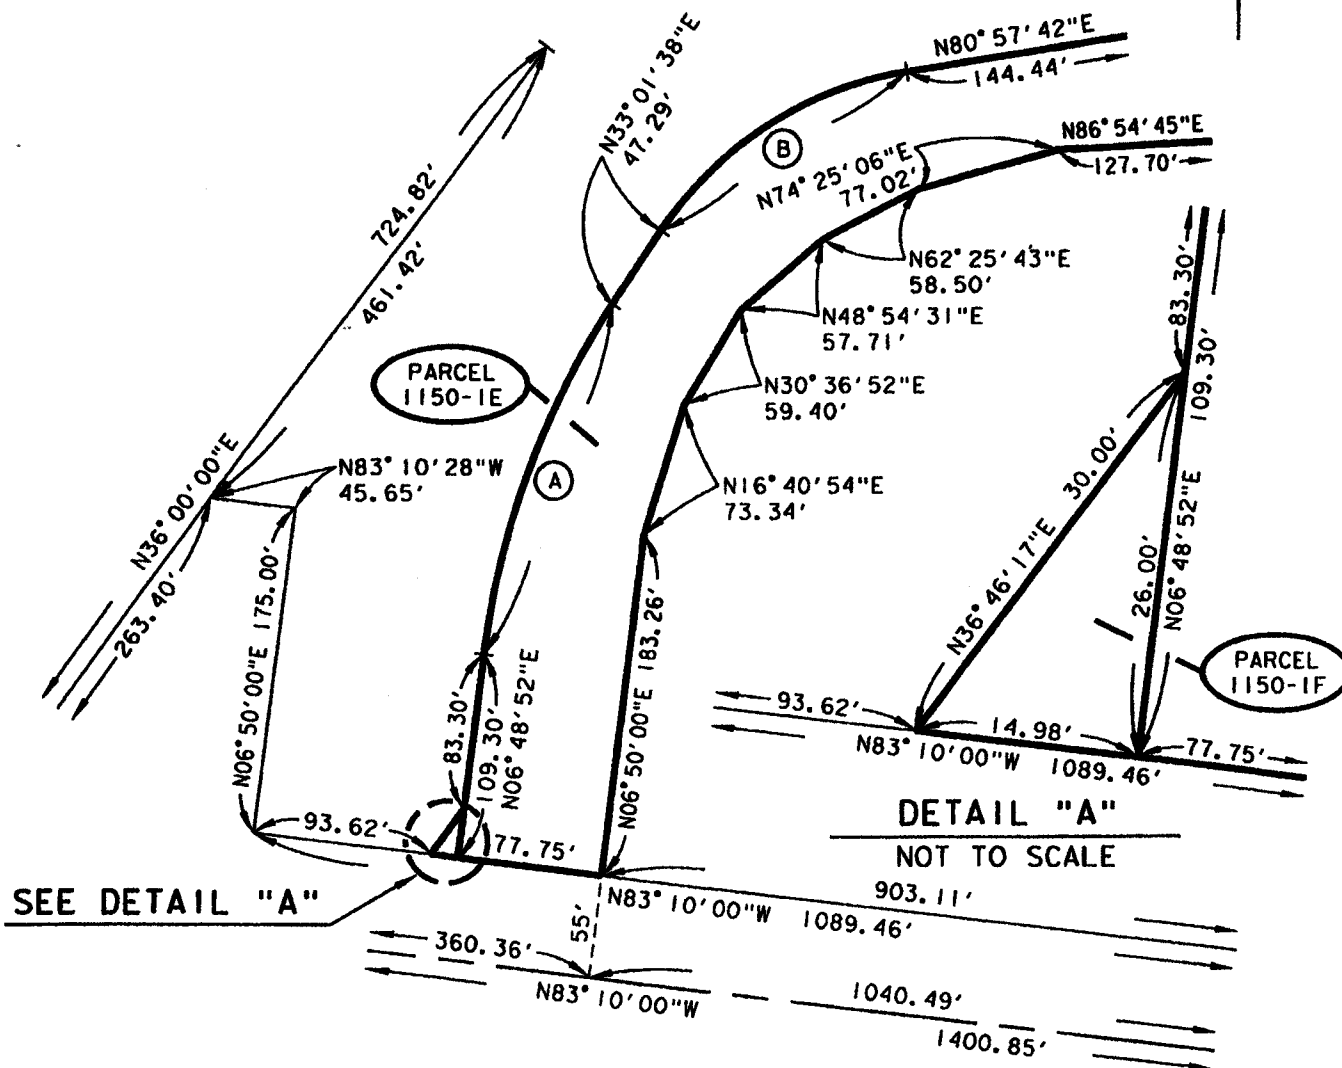 N80°57'42"E
144.44'
N33°01'38"E
47.29'
B
N86°54'45"E
127.70'
N74°25'06"E
77.02'
724.82'
461.42'
N62°25'43"E
58.50'
N48°54'31"E
57.71'
N30°36'52"E
59.40'
PARCEL
1150-1E
A
N16°40'54"E
73.34'
N36°00'00"E
263.40'
N83°10'28"W
45.65'
N06°50'00"E 175.00'
83.30'
109.30'
N06°48'52"E
N06°50'00"E 183.26'
93.62'
77.75'
SEE DETAIL "A"
N83°10'00"W 1089.46'
903.11'
55'
360.36'
N83°10'00"W
1040.49'
1400.85'
83.30'
109.30'
30.00'
N36°46'17"E
26.00'
N06°48'52"E
PARCEL
1150-1F
93.62'
14.98'
77.75'
N83°10'00"W 1089.46'
DETAIL "A"
NOT TO SCALE